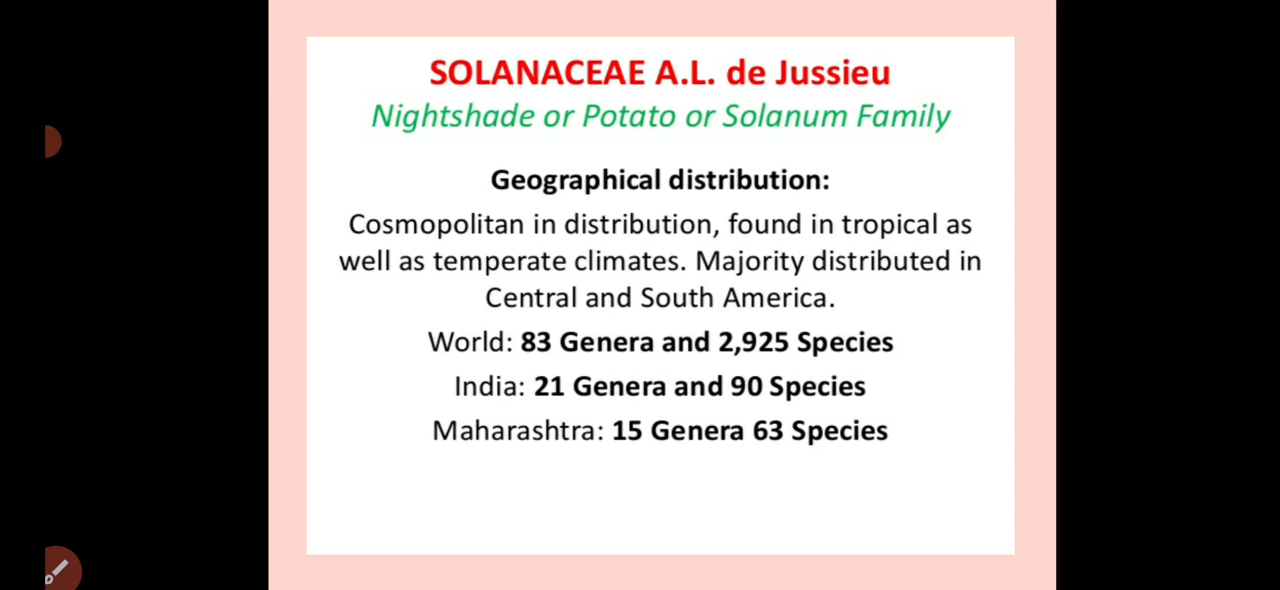 SOLANACEAE A.L. de Jussieu
Nightshade or Potato or Solanum Family
Geographical distribution:
Cosmopolitan in distribution, found in tropical as
well as temperate climates. Majority distributed in
Central and South America.
World: 83 Genera and 2,925 Species
India: 21 Genera and 90 Species
Maharashtra: 15 Genera 63 Species